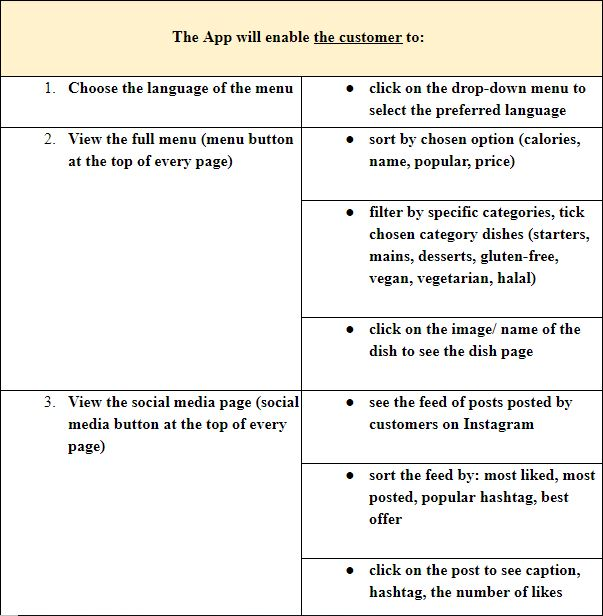 The App will enable the customer to:
1. Choose the language of the menu
● click on the drop-down menu to
select the preferred language
2. View the full menu (menu button
at the top of every page)
● sort by chosen option (calories,
name, popular, price)
● filter by specific categories, tick
chosen category dishes (starters,
mains, desserts, gluten-free,
vegan, vegetarian, halal)
● click on the image/ name of the
dish to see the dish page
3. View the social media page (social
media button at the top of every
page)
● see the feed of posts posted by
customers on Instagram
● sort the feed by: most liked, most
posted, popular hashtag, best
offer
● click on the post to see caption,
hashtag, the number of likes